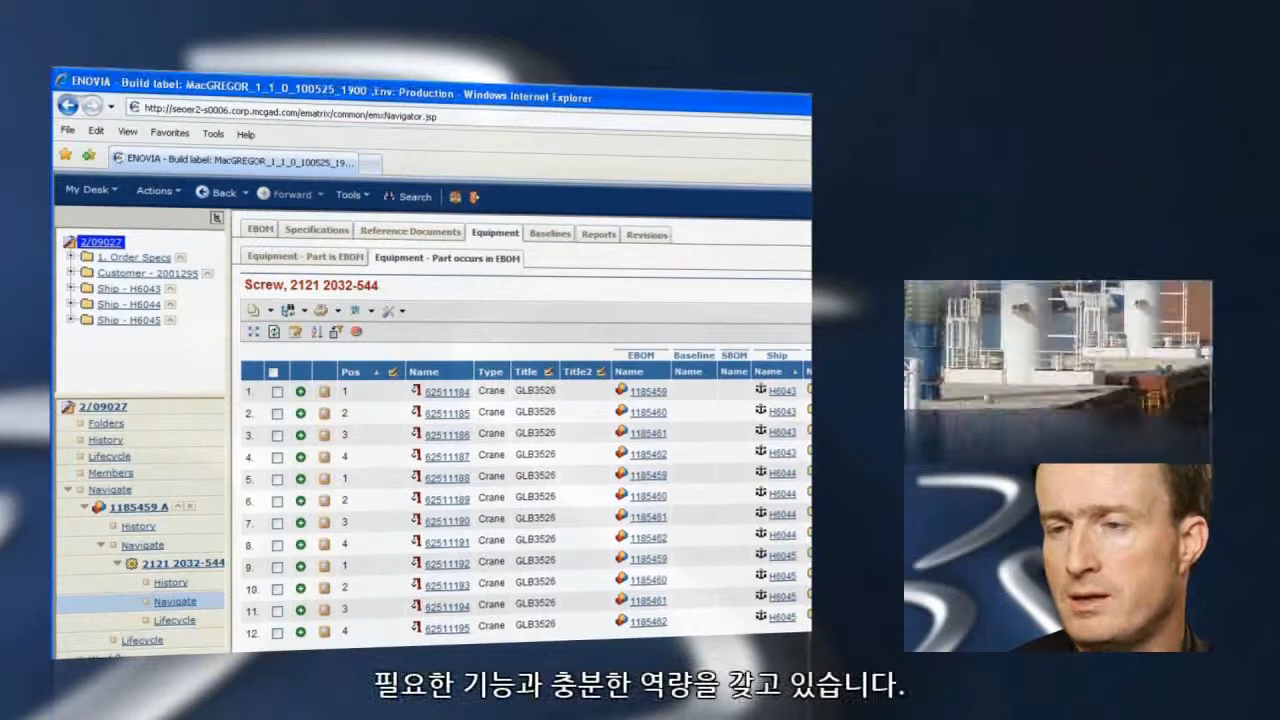 ENOVIA - Build label: MacGREGOR_1_1_0_100525_1900 ,Env: Production - Windows Internet Explorer
http://seoer2-s0006.corp.mcgad.com/ematrix/common/emxNavigator.jsp
File Edit View Favorites Tools Help
ENOVIA - Build label: MacGREGOR_1_1_0_100525_19...
My Desk Actions Back Forward Tools Search
2/09027
1. Order Specs
Customer - 2001295
Ship - H6043
Ship - H6044
Ship - H6045
2/09027
Folders
History
Lifecycle
Members
Navigate
1185459 A
History
Navigate
2121 2032-544
History
Navigate
Lifecycle
Lifecycle
EBOM Specifications Reference Documents Equipment Baselines Reports Revisions
Equipment - Part is EBOM Equipment - Part occurs in EBOM
Screw, 2121 2032-544
EBOM Baseline SBOM Ship
Pos Name Type Title Title2 Name Name Name Name
1. 1 62511184 Crane GLB3526 1185459 H6043
2. 2 62511185 Crane GLB3526 1185460 H6043
3. 3 62511186 Crane GLB3526 1185461 H6043
4. 4 62511187 Crane GLB3526 1185462 H6043
5. 1 62511188 Crane GLB3526 1185459 H6044
6. 2 62511189 Crane GLB3526 1185460 H6044
7. 3 62511190 Crane GLB3526 1185461 H6044
8. 4 62511191 Crane GLB3526 1185462 H6044
9. 1 62511192 Crane GLB3526 1185459 H6045
10. 2 62511193 Crane GLB3526 1185460 H6045
11. 3 62511194 Crane GLB3526 1185461 H6045
12. 4 62511195 Crane GLB3526 1185462 H6045
필요한 기능과 충분한 역량을 갖고 있습니다.